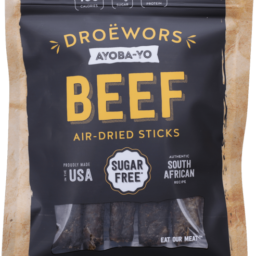 DROËWORS
AYOBA-YO
BEEF
AIR-DRIED STICKS
PROUDLY MADE
IN
USA
SUGAR
FREE*
AUTHENTIC
SOUTH
AFRICAN
RECIPE
EAT OUR MEAT